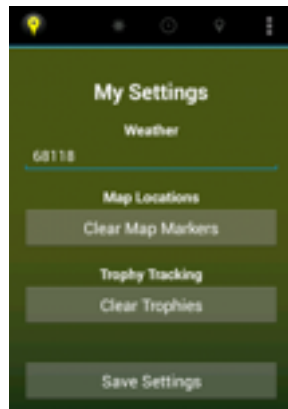 My Settings
Weather
68118
Map Locations
Clear Map Markers
Trophy Tracking
Clear Trophies
Save Settings